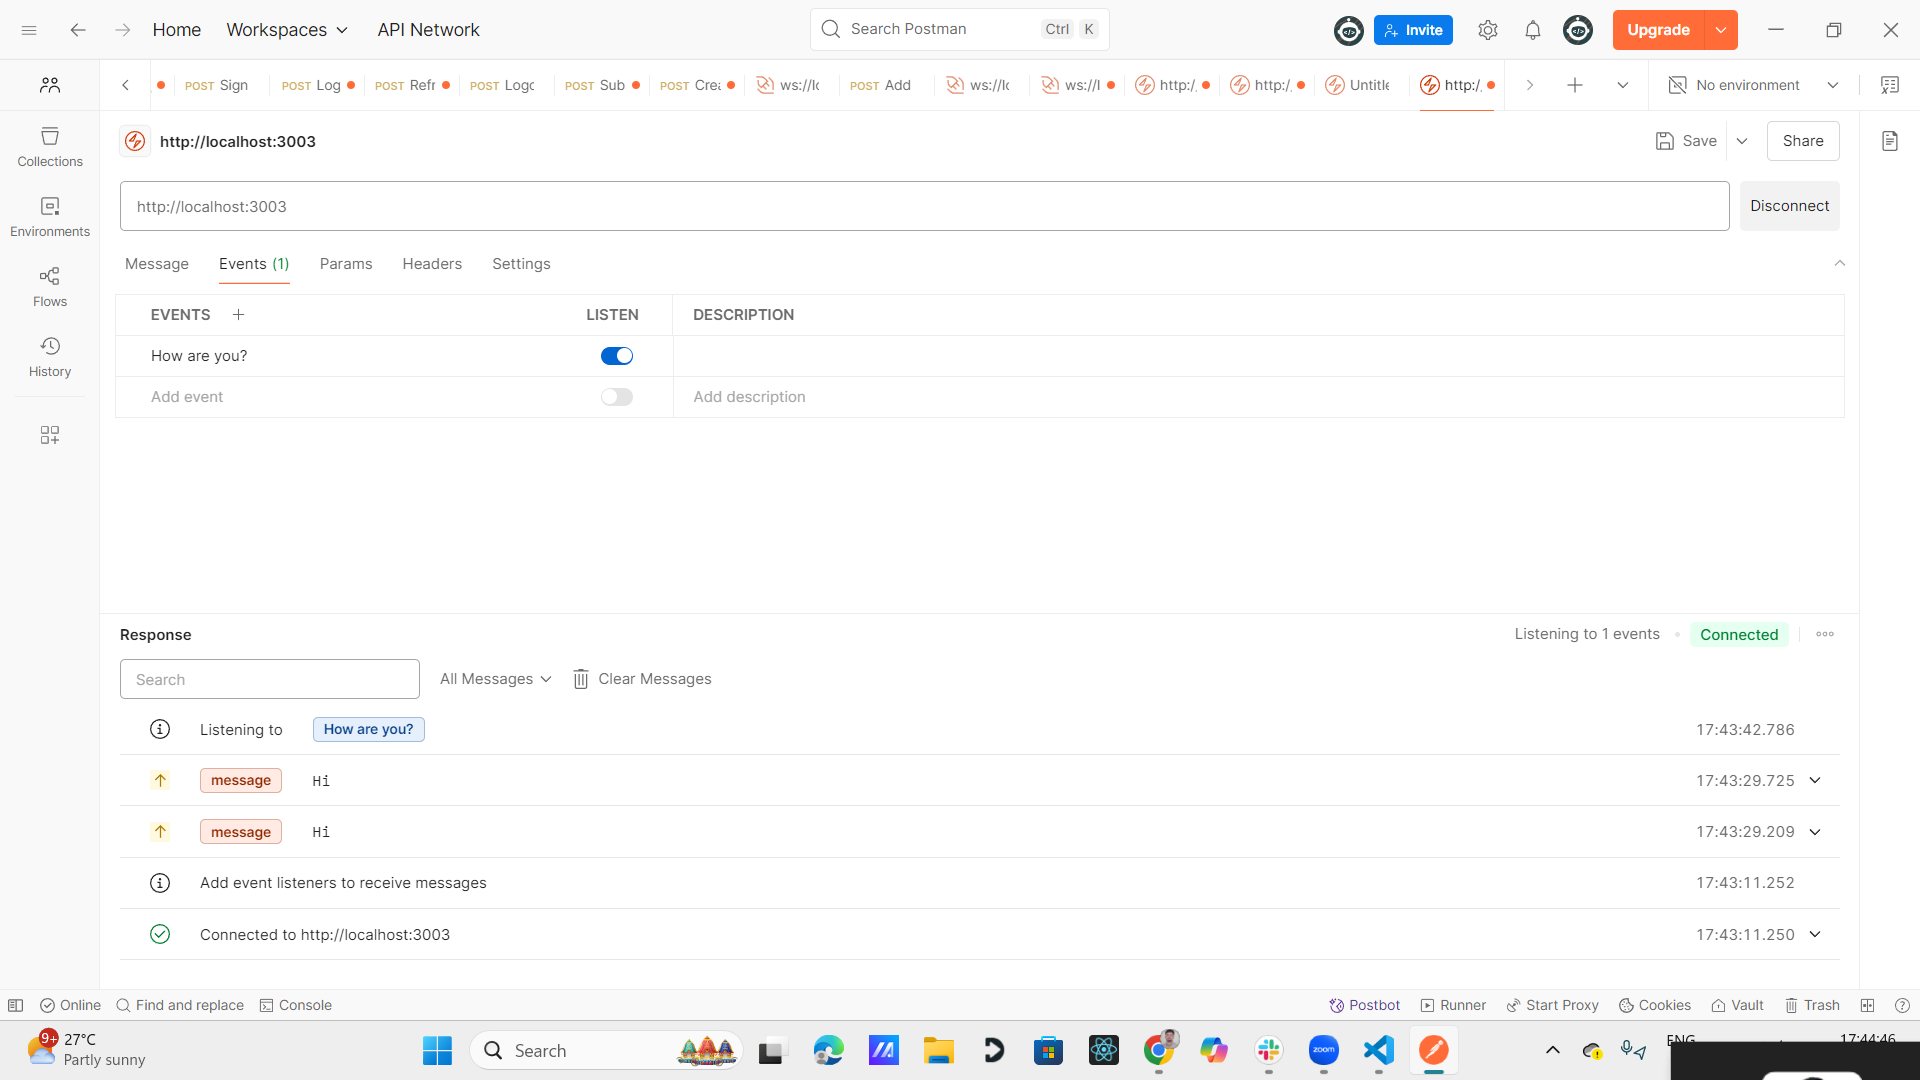 Home Workspaces API Network Search Postman Ctrl K Invite Upgrade
POST Sign POST Log POST Refr POST Logc POST Sub POST Crea ws://lc POST Add ws://lc ws://l http:/ http:/ Untitle http:/ No environment
http://localhost:3003 Save Share
http://localhost:3003 Disconnect
Collections
Environments
Flows
History
Message Events (1) Params Headers Settings
EVENTS LISTEN DESCRIPTION
How are you?
Add event Add description
Response Listening to 1 events Connected
Search All Messages Clear Messages
Listening to How are you? 17:43:42.786
message Hi 17:43:29.725
message Hi 17:43:29.209
Add event listeners to receive messages 17:43:11.252
Connected to http://localhost:3003 17:43:11.250
Online Find and replace Console Postbot Runner Start Proxy Cookies Vault Trash
9+ 27°C
Partly sunny
Search
zoom
ENG 17:44:46